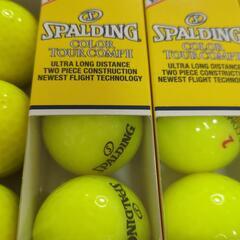 SPALDING
COLOR
TOUR COMP II
ULTRA LONG DISTANCE
TWO PIECE CONSTRUCTION
NEWEST FLIGHT TECHNOLOGY
SPALDING
SPALDING
SPALDING
COLOR
TOUR COMP II
ULTRA LONG DISTANCE
TWO PIECE CONSTRUCTION
NEWEST FLIGHT TECHNOLOGY